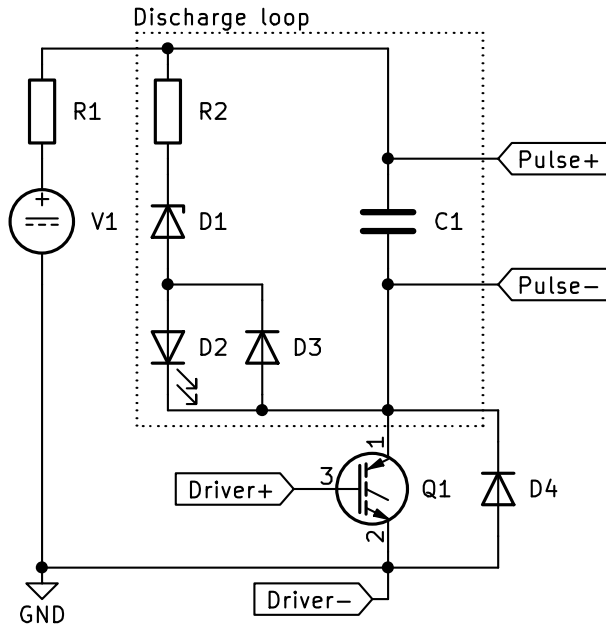 Discharge loop
R1
R2
Pulse+
V1
D1
C1
Pulse-
D2
D3
1
3
Driver+
Q1
D4
2
GND
Driver-